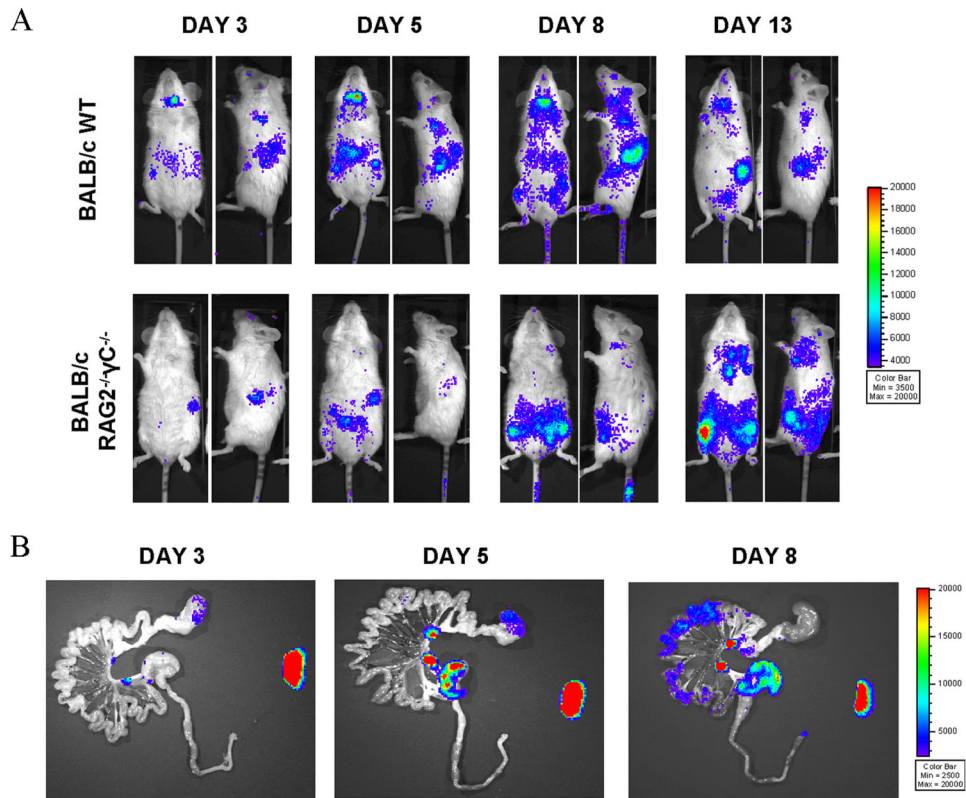 A
DAY 3
DAY 5
DAY 8
DAY 13
BALB/c WT
20000
18000
16000
14000
12000
10000
8000
6000
4000
Color Bar
Min = 3500
Max = 20000
BALB/c
RAG2-/-γC-/-
B
DAY 3
DAY 5
DAY 8
20000
15000
10000
5000
Color Bar
Min = 2500
Max = 20000